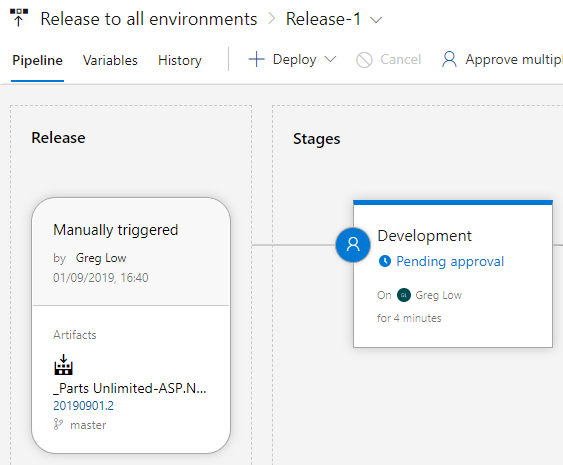 Release to all environments > Release-1
Pipeline Variables History + Deploy Cancel Approve multipl
Release
Stages
Manually triggered
by Greg Low
01/09/2019, 16:40
Artifacts
_Parts Unlimited-ASP.N...
20190901.2
master
Development
Pending approval
On GL Greg Low
for 4 minutes